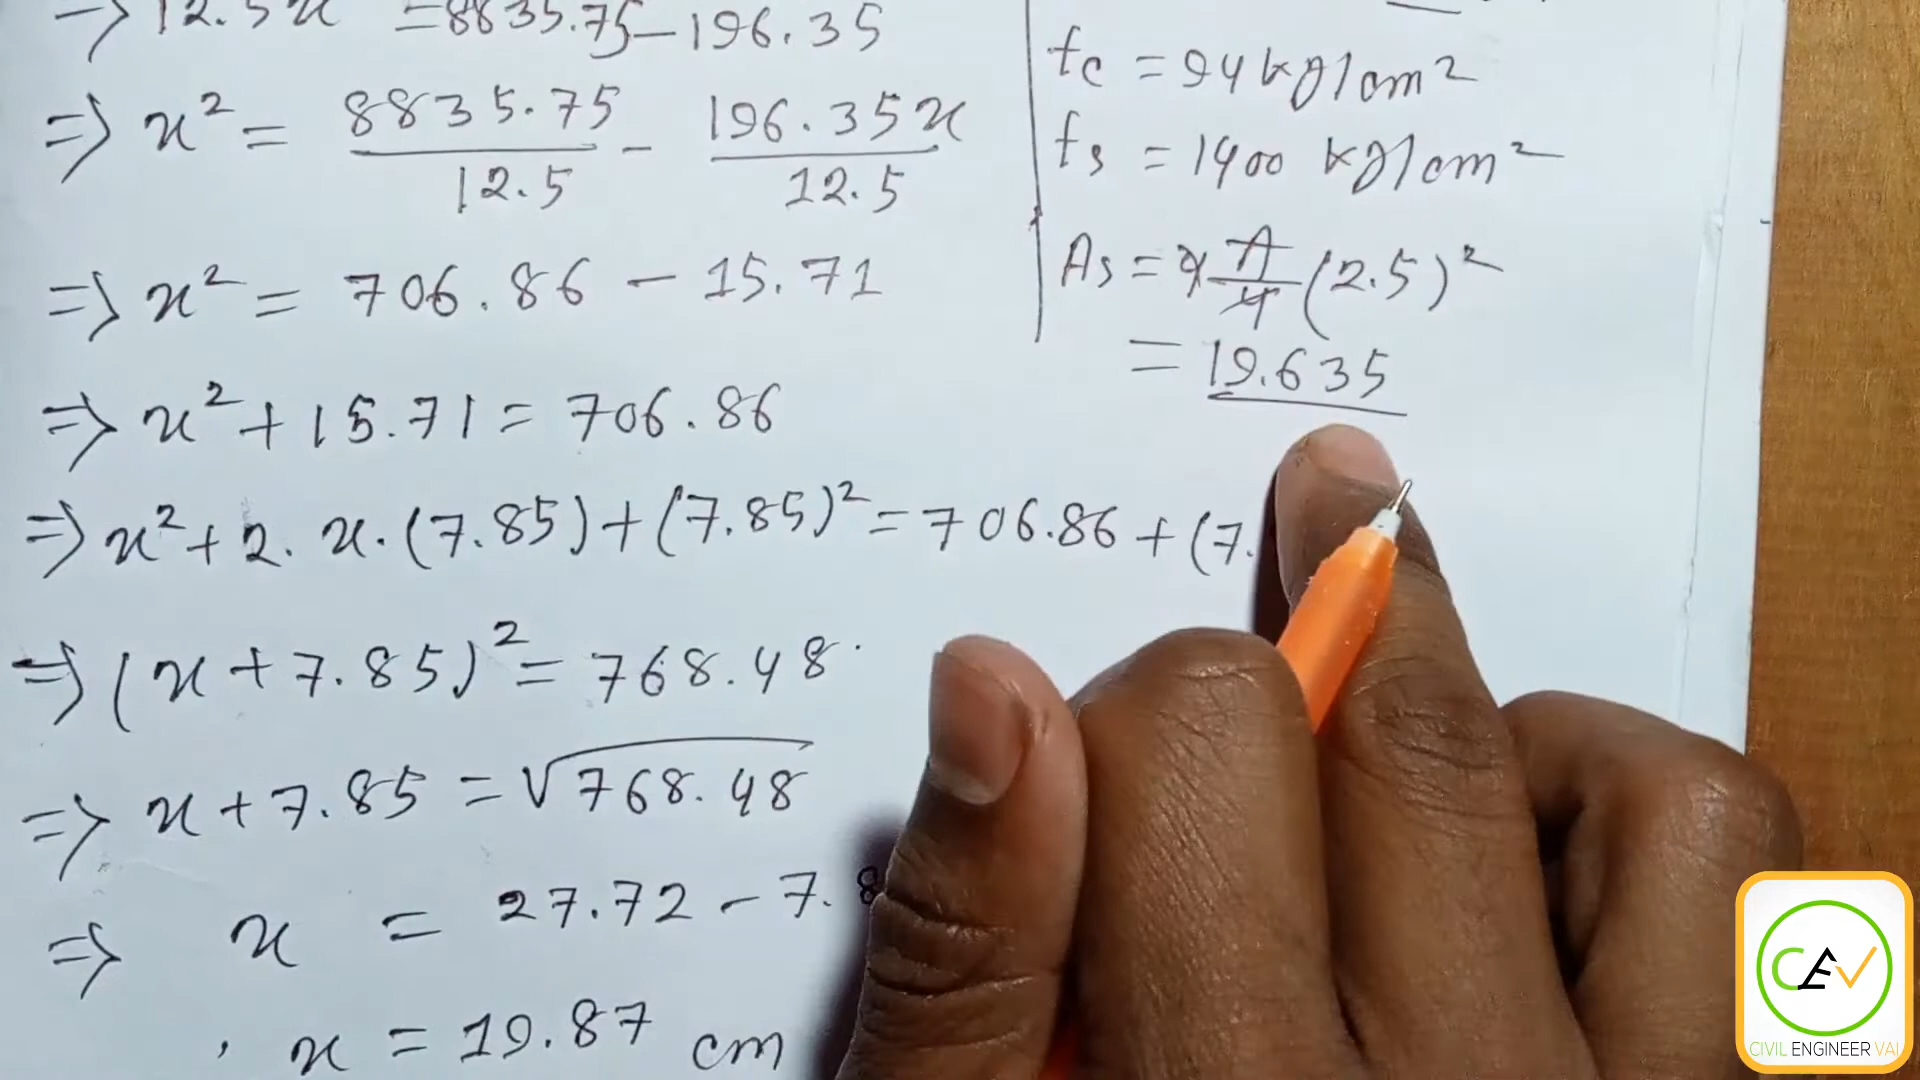 ⇒ 12.5x = 8835.75 - 196.35
⇒ x² = 8835.75/12.5 - 196.35x/12.5
⇒ x² = 706.86 - 15.71
⇒ x² + 15.71 = 706.86
⇒ x² + 2. x. (7.85) + (7.85)² = 706.86 + (7.
⇒ (x + 7.85)² = 768.48
⇒ x + 7.85 = √768.48
⇒ x = 27.72 - 7.8
x = 19.87 cm
fc = 94 kg/cm²
fs = 1400 kg/cm²
As = 4 π/4 (2.5)²
= 19.635
CEV
CIVIL ENGINEER VAI